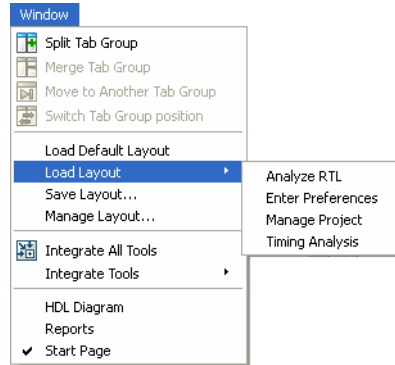 Window
Split Tab Group
Merge Tab Group
Move to Another Tab Group
Switch Tab Group position
Load Default Layout
Load Layout
Save Layout...
Manage Layout...
Integrate All Tools
Integrate Tools
HDL Diagram
Reports
Start Page
Analyze RTL
Enter Preferences
Manage Project
Timing Analysis